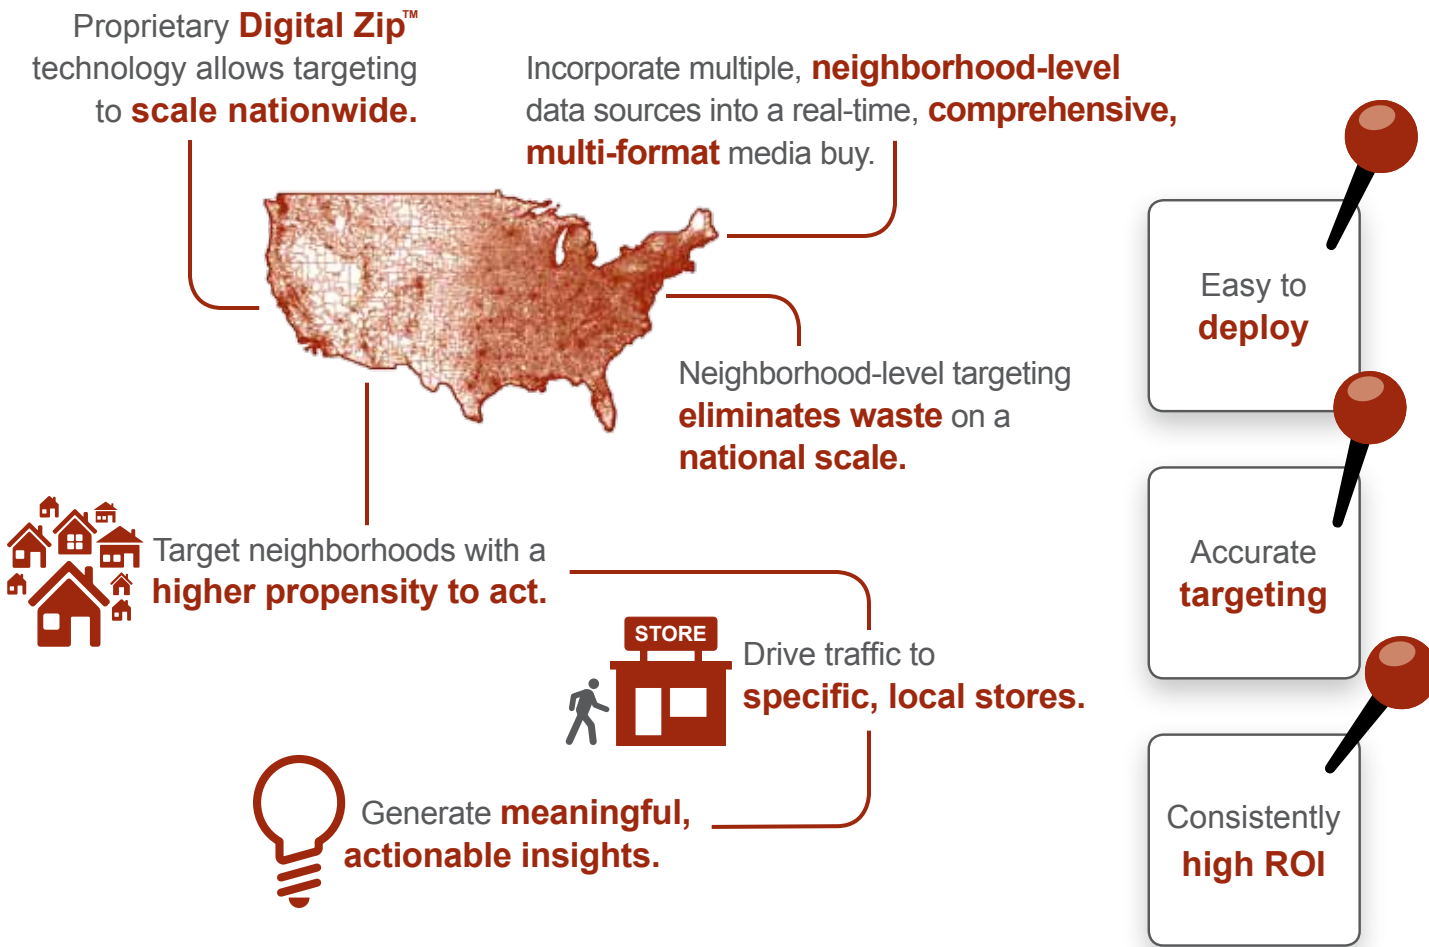 Proprietary Digital Zip™
technology allows targeting
to scale nationwide.
Incorporate multiple, neighborhood-level
data sources into a real-time, comprehensive,
multi-format media buy.
Neighborhood-level targeting
eliminates waste on a
national scale.
Target neighborhoods with a
higher propensity to act.
STORE
Drive traffic to
specific, local stores.
Generate meaningful,
actionable insights.
Easy to
deploy
Accurate
targeting
Consistently
high ROI